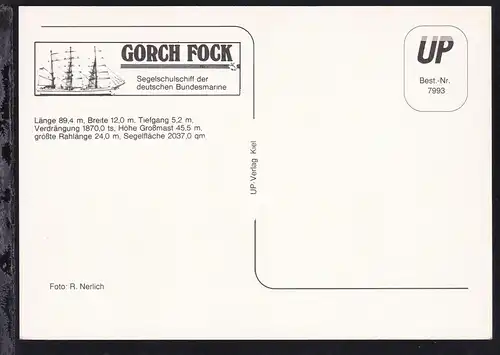 GORCH FOCK
Segelschulschiff der
deutschen Bundesmarine
Länge 89,4 m, Breite 12,0 m, Tiefgang 5,2 m,
Verdrängung 1870,0 ts, Höhe Großmast 45,5 m,
größte Rahlänge 24,0 m, Segelfläche 2037,0 qm
Foto: R. Nerlich
UP-Verlag Kiel
UP
Best.-Nr.
7993